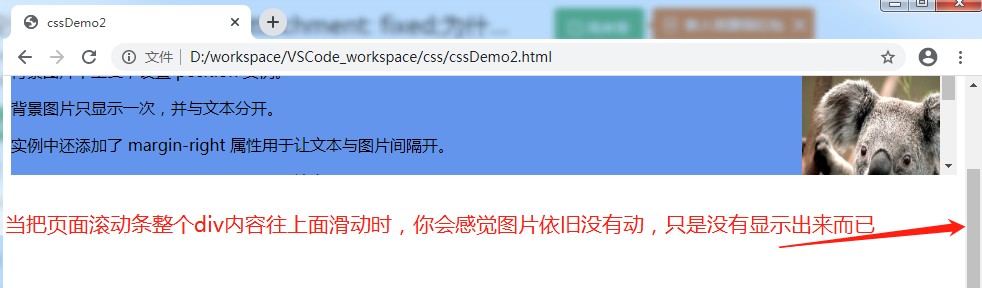 cssDemo2
文件 D:/workspace/VSCode_workspace/css/cssDemo2.html
背景图片只显示一次，并与文本分开。
实例中还添加了 margin-right 属性用于让文本与图片间隔开。
当把页面滚动条整个div内容往上面滑动时，你会感觉图片依旧没有动，只是没有显示出来而已